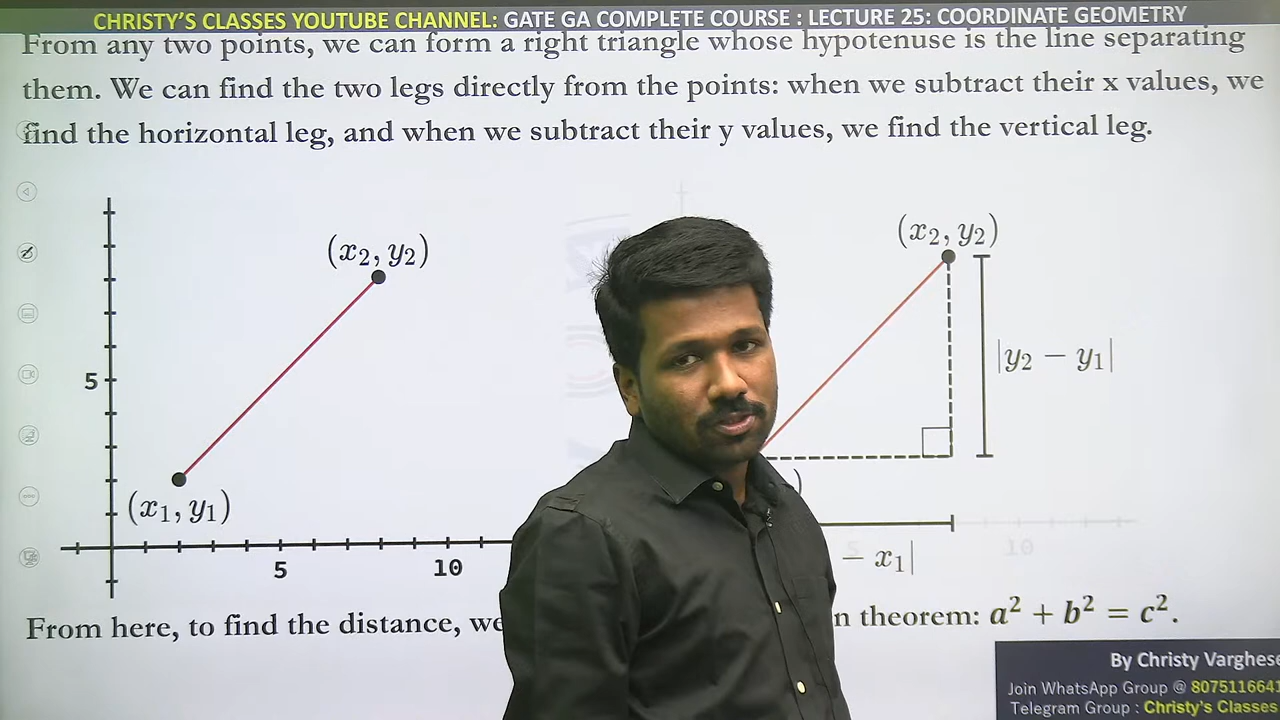 CHRISTY'S CLASSES YOUTUBE CHANNEL: GATE GA COMPLETE COURSE : LECTURE 25: COORDINATE GEOMETRY
From any two points, we can form a right triangle whose hypotenuse is the line separating
them. We can find the two legs directly from the points: when we subtract their x values, we
find the horizontal leg, and when we subtract their y values, we find the vertical leg.
(x₂, y₂)
5
(x₁, y₁)
5
10
(x₂, y₂)
|y₂ − y₁|
)
5
10
− x₁|
From here, to find the distance, we
n theorem: a² + b² = c².
By Christy Varghese
Join WhatsApp Group @ 8075116641
Telegram Group : Christy's Classes